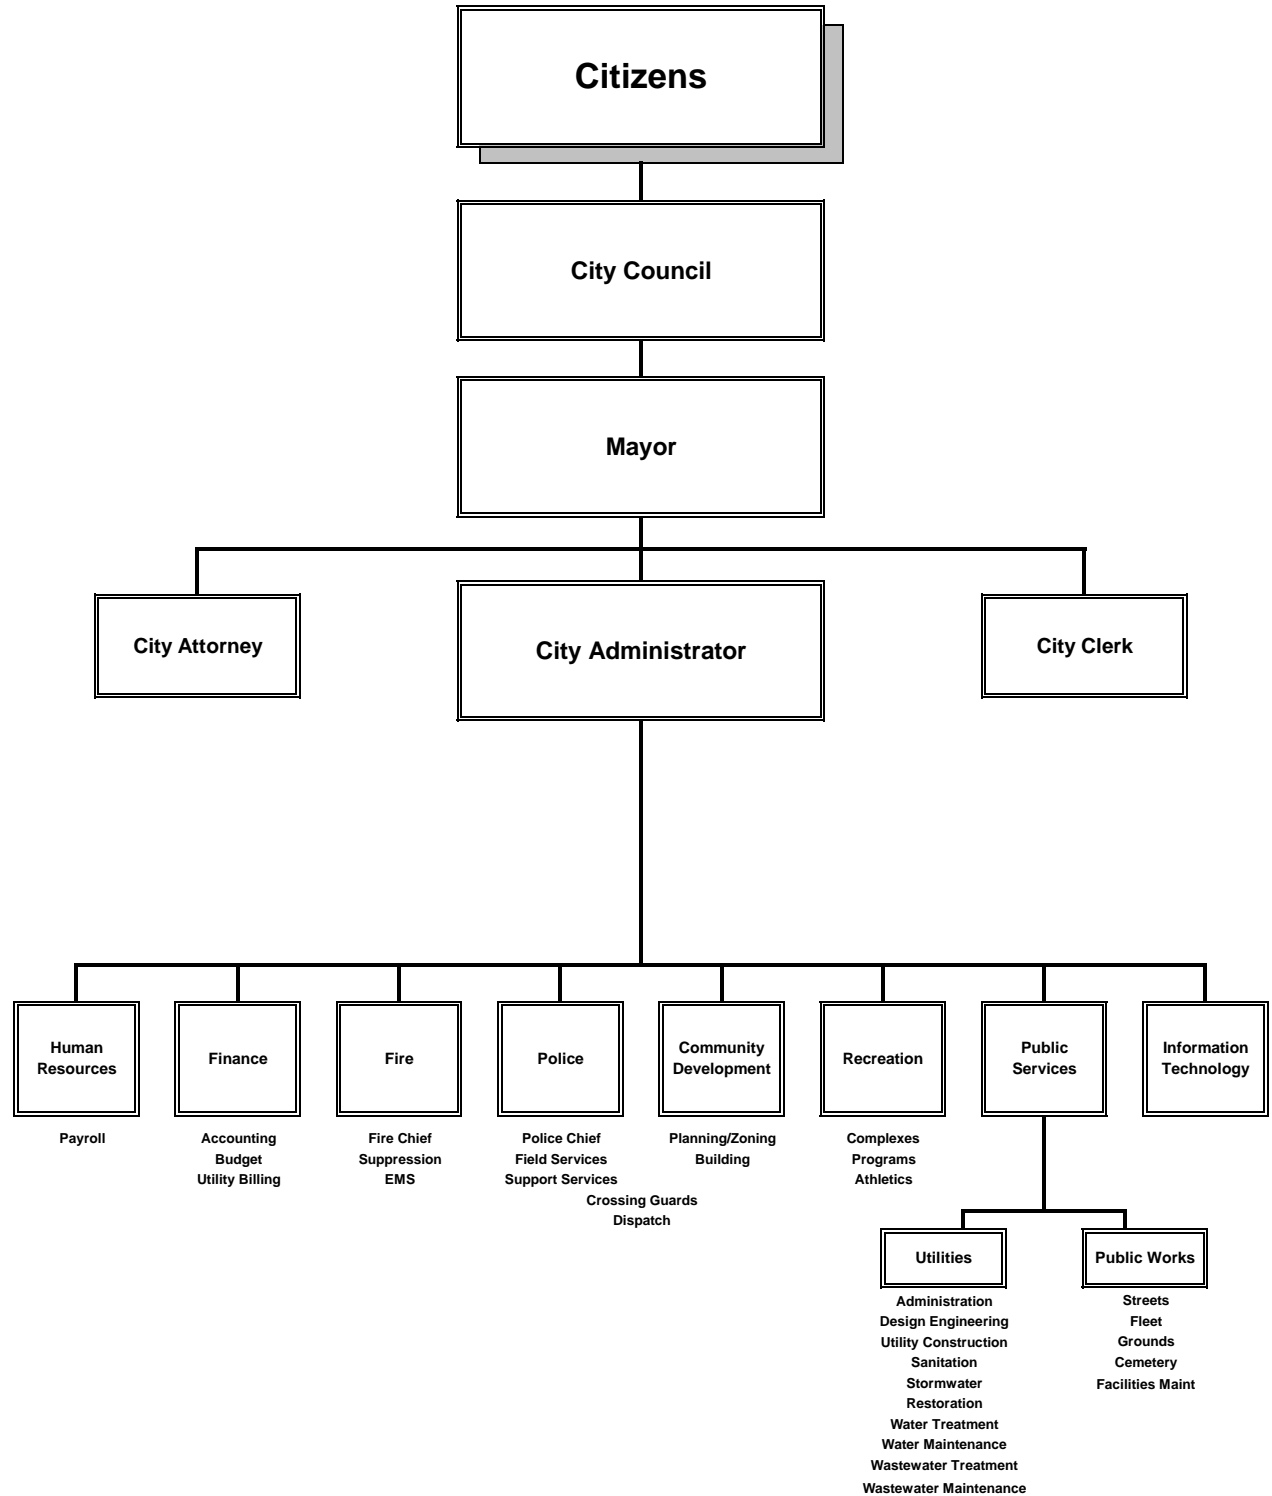 Citizens
City Council
Mayor
City Attorney
City Administrator
City Clerk
Human
Resources
Finance
Fire
Police
Community
Development
Recreation
Public
Services
Information
Technology
Payroll
Accounting
Budget
Utility Billing
Fire Chief
Suppression
EMS
Police Chief
Field Services
Support Services
Crossing Guards
Dispatch
Planning/Zoning
Building
Complexes
Programs
Athletics
Utilities
Administration
Design Engineering
Utility Construction
Sanitation
Stormwater
Restoration
Water Treatment
Water Maintenance
Wastewater Treatment
Wastewater Maintenance
Public Works
Streets
Fleet
Grounds
Cemetery
Facilities Maint